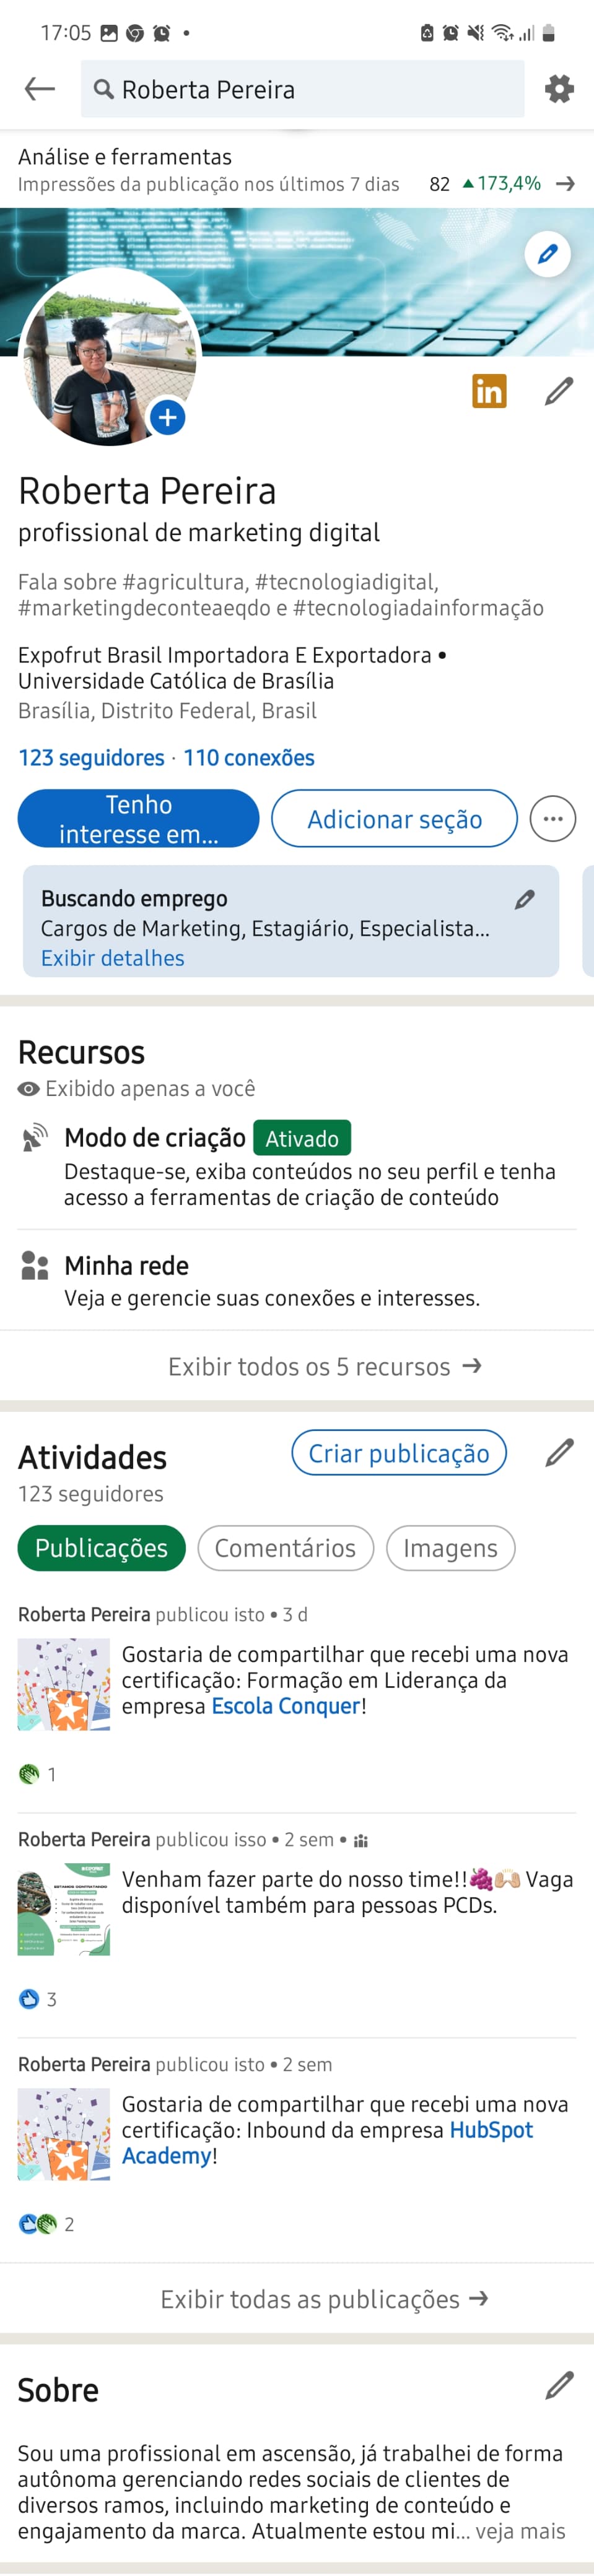 17:05
Roberta Pereira
Análise e ferramentas
Impressões da publicação nos últimos 7 dias 82 ▲173,4% →
in
Roberta Pereira
profissional de marketing digital
Fala sobre #agricultura, #tecnologiadigital,
#marketingdeconteaeqdo e #tecnologiadainformação
Expofrut Brasil Importadora E Exportadora •
Universidade Católica de Brasília
Brasília, Distrito Federal, Brasil
123 seguidores · 110 conexões
Tenho
interesse em...
Adicionar seção
Buscando emprego
Cargos de Marketing, Estagiário, Especialista...
Exibir detalhes
Recursos
Exibido apenas a você
Modo de criação Ativado
Destaque-se, exiba conteúdos no seu perfil e tenha
acesso a ferramentas de criação de conteúdo
Minha rede
Veja e gerencie suas conexões e interesses.
Exibir todos os 5 recursos →
Atividades
Criar publicação
123 seguidores
Publicações Comentários Imagens
Roberta Pereira publicou isto • 3 d
Gostaria de compartilhar que recebi uma nova
certificação: Formação em Liderança da
empresa Escola Conquer!
1
Roberta Pereira publicou isso • 2 sem •
Venham fazer parte do nosso time!!🍇🙌🏼 Vaga
disponível também para pessoas PCDs.
3
Roberta Pereira publicou isto • 2 sem
Gostaria de compartilhar que recebi uma nova
certificação: Inbound da empresa HubSpot
Academy!
2
Exibir todas as publicações →
Sobre
Sou uma profissional em ascensão, já trabalhei de forma
autônoma gerenciando redes sociais de clientes de
diversos ramos, incluindo marketing de conteúdo e
engajamento da marca. Atualmente estou mi... veja mais